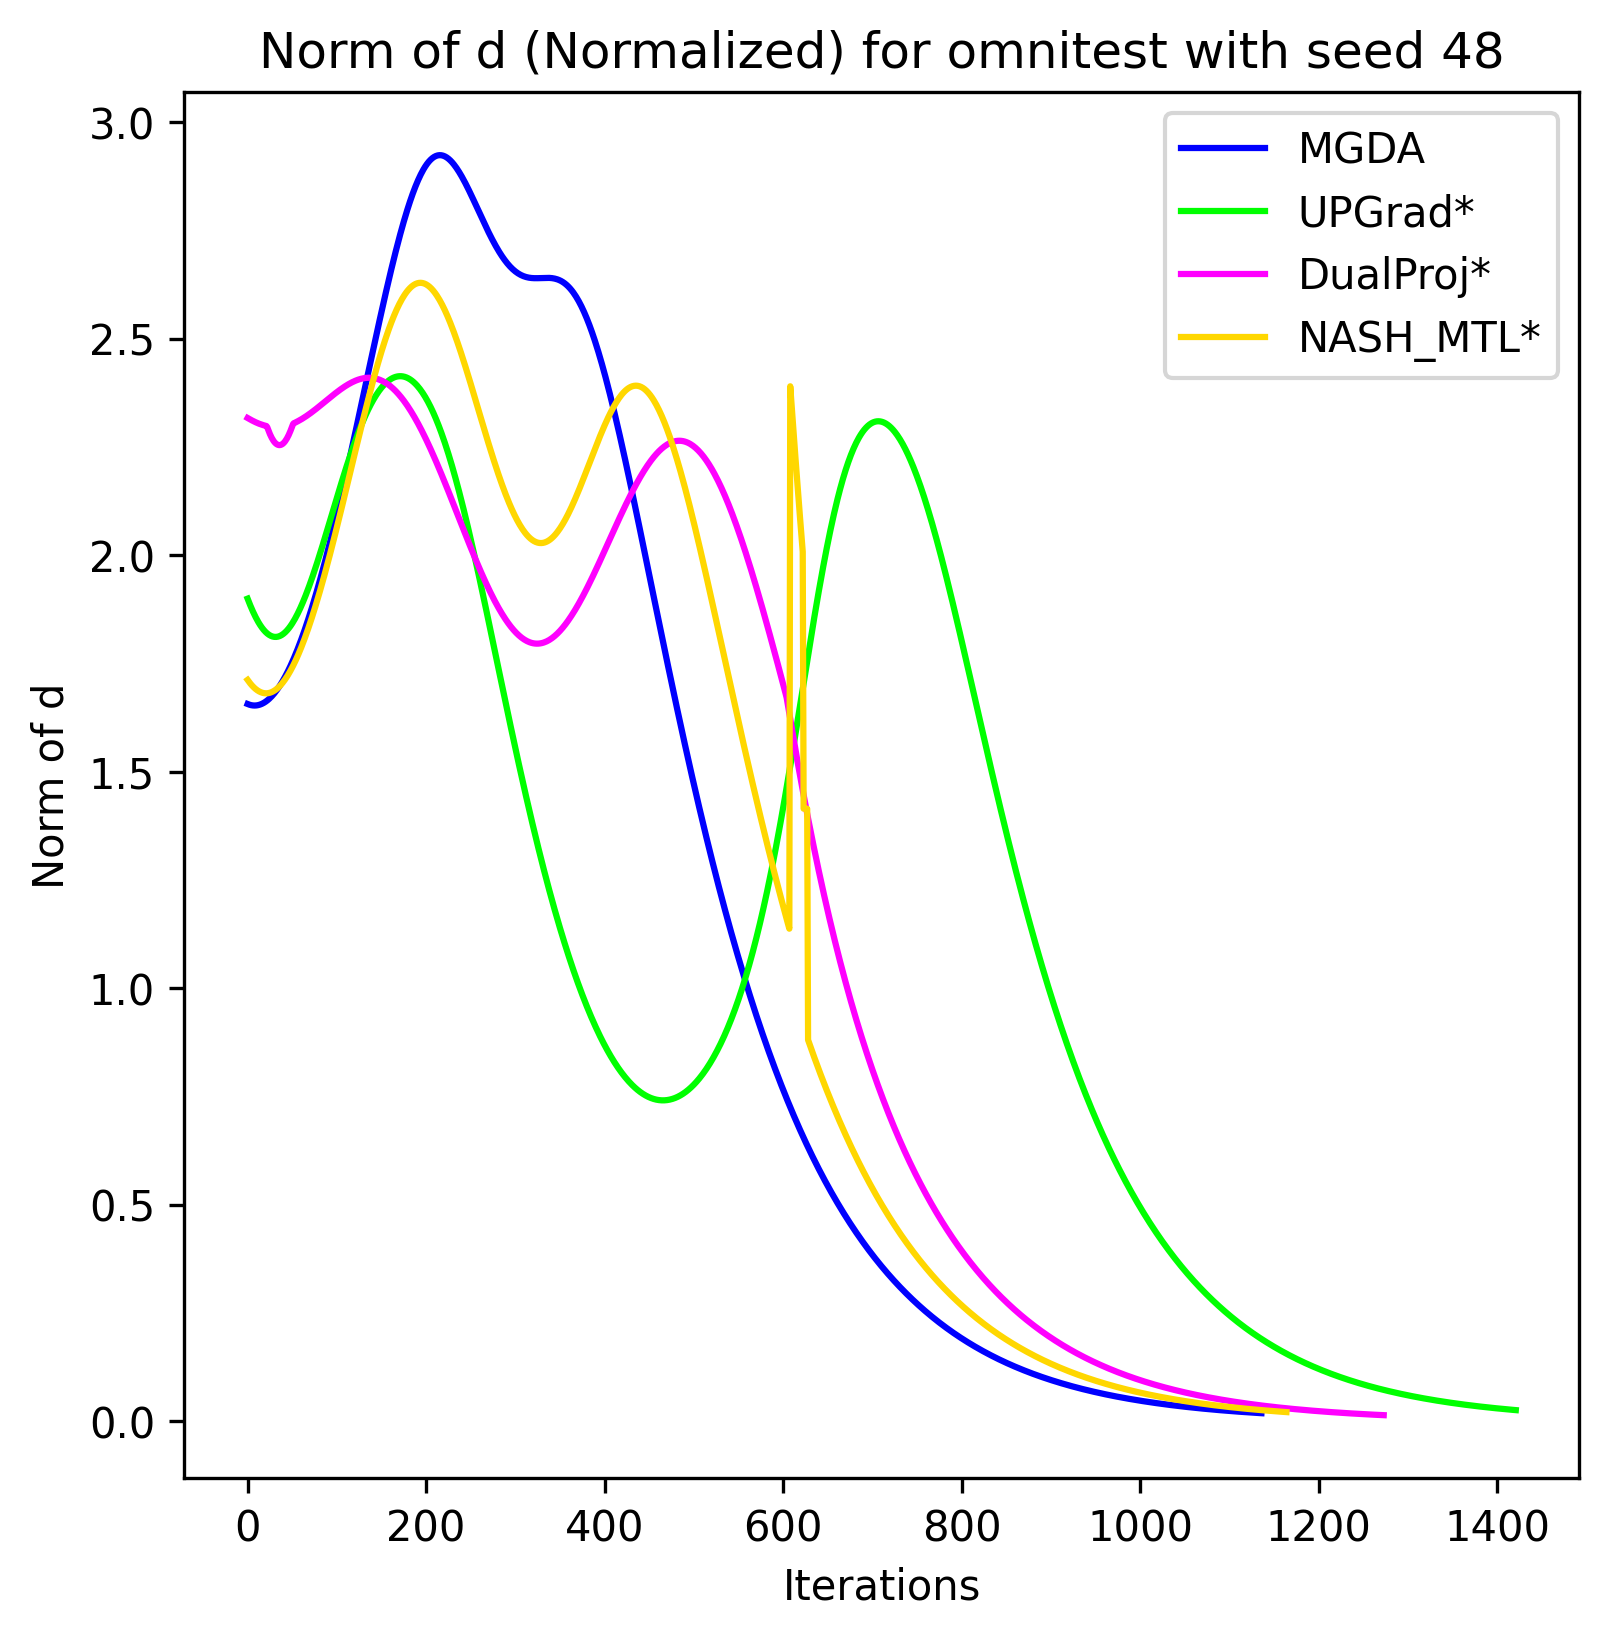 Norm of d (Normalized) for omnitest with seed 48
MGDA
UPGrad*
DualProj*
NASH_MTL*
Norm of d
3.0
2.5
2.0
1.5
1.0
0.5
0.0
0 200 400 600 800 1000 1200 1400
Iterations